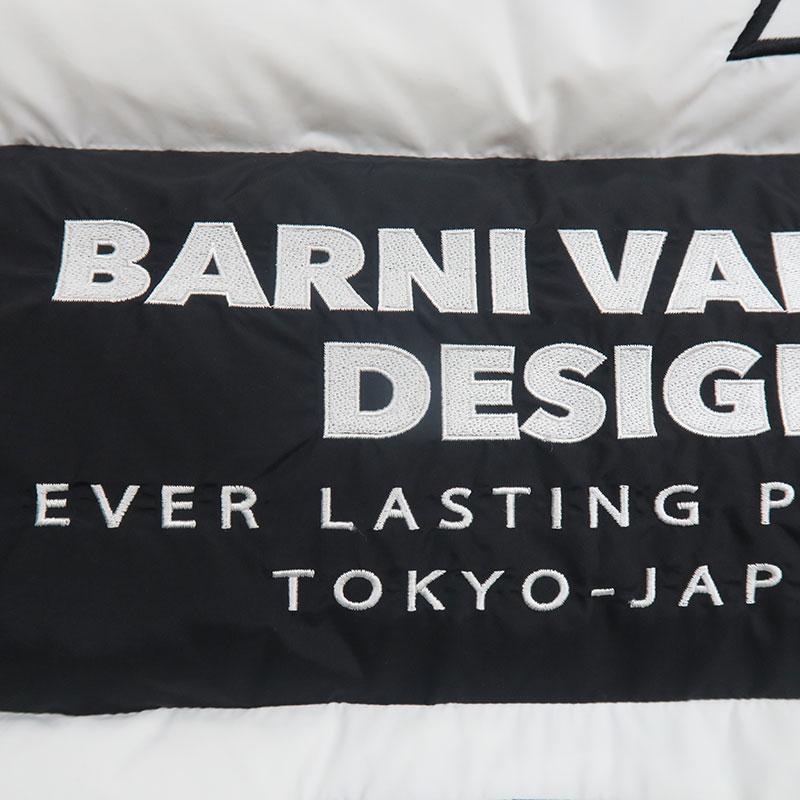 BARNI VA
DESIG
EVER LASTING P
TOKYO-JAP